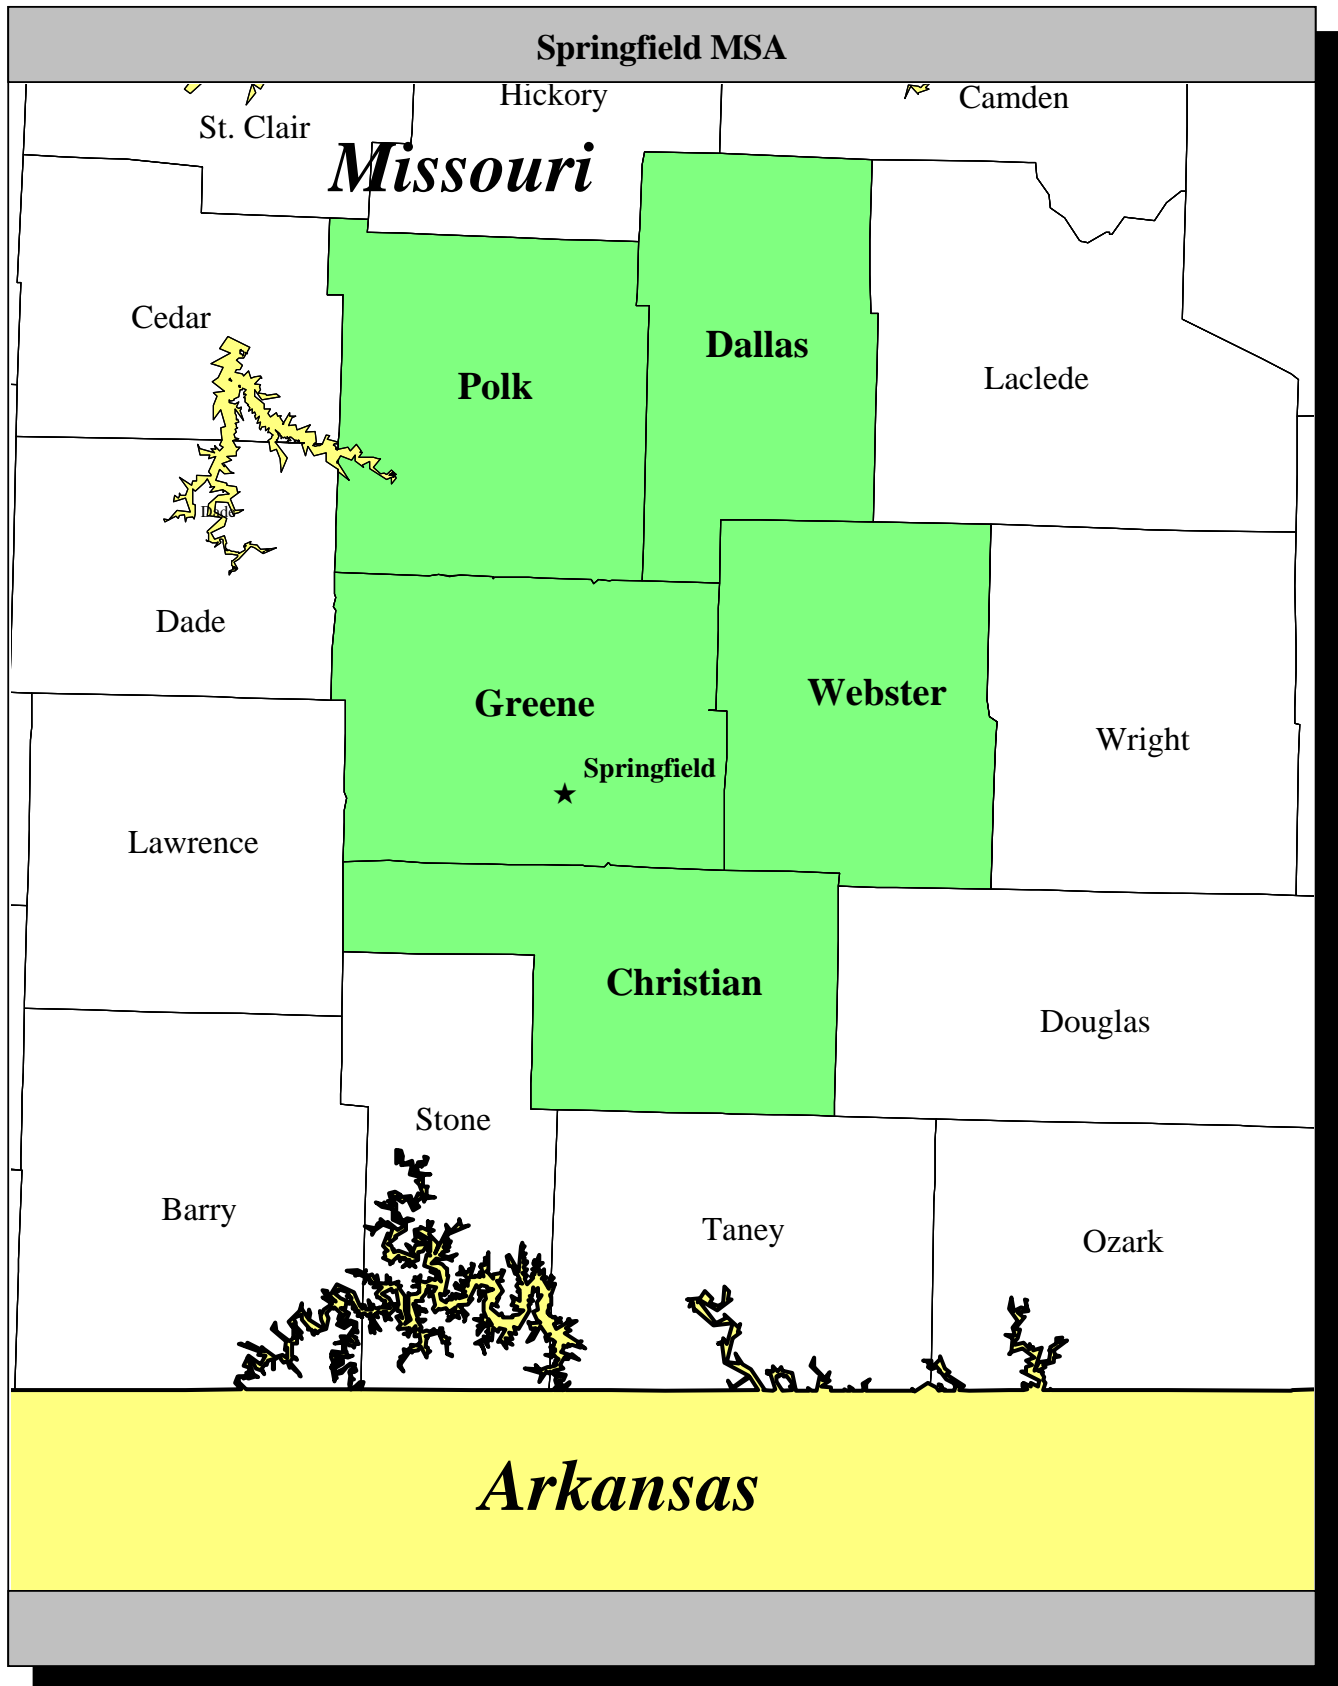 Springfield MSA
Hickory
Camden
St. Clair
Missouri
Cedar
Dallas
Polk
Laclede
Dade
Dade
Greene
Webster
Wright
Springfield
Lawrence
Christian
Douglas
Stone
Barry
Taney
Ozark
Arkansas